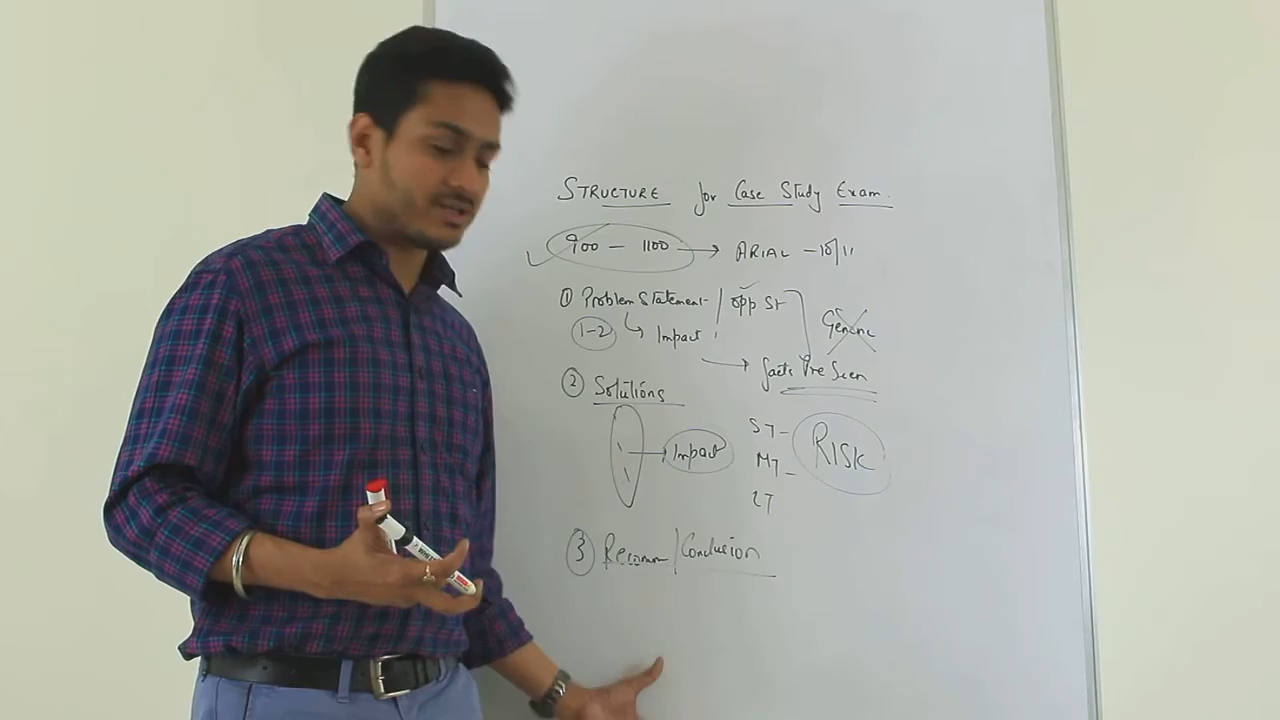 STRUCTURE for Case Study Exam.
900 - 1100 → ARIAL - 10/11
① Problem Statement / opp St
Generic
1-2 ↳ Impact
→ facts Pre Seen
② Solutions
ST -
→ Impact
RISK
MT -
LT
③ Recomm / Conclusion